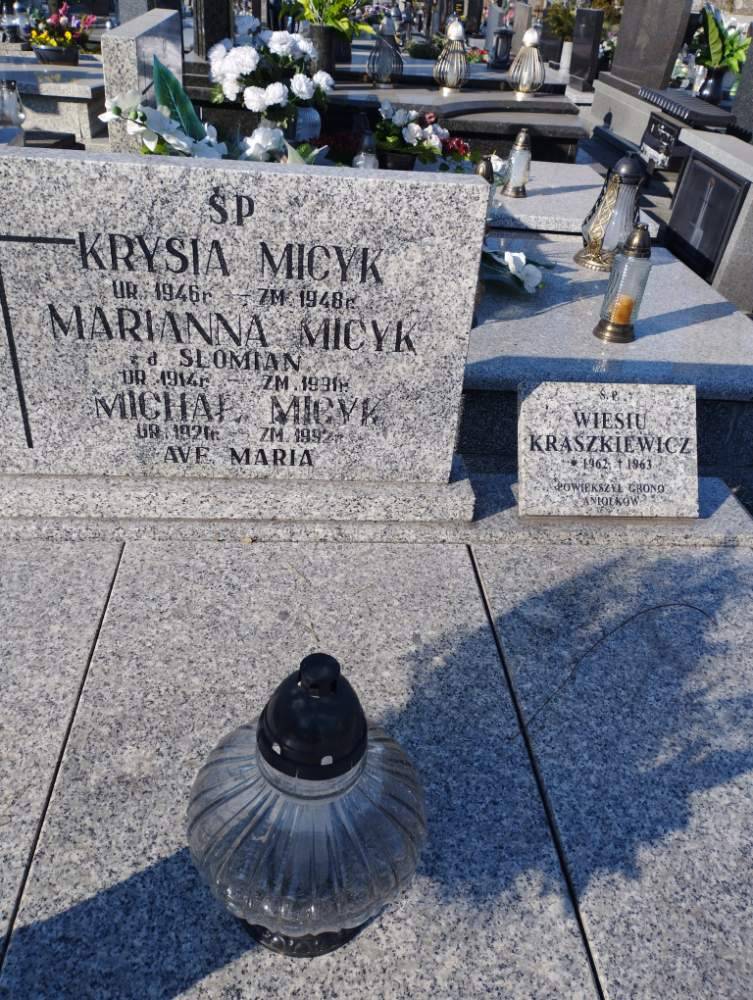 ŚP
KRYSIA MICYK
UR. 1946r. — ZM. 1948r.
MARIANNA MICYK
z d. SŁOMIAN
UR. 1914r. — ZM. 1991r.
MICHAŁ MICYK
UR. 1921r. ZM. 1992r.
AVE MARIA
Ś.P.
WIESIU
KRASZKIEWICZ
* 1962 † 1963
POWIĘKSZYŁ GRONO
ANIOŁKÓW